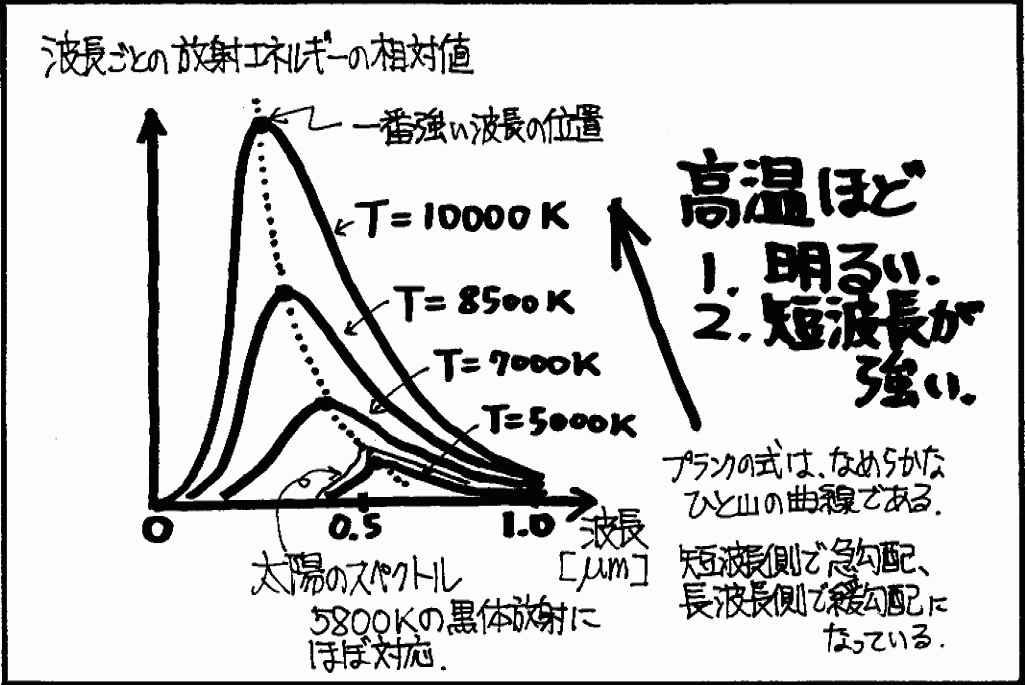 波長ごとの放射エネルギーの相対値
一番強い波長の位置
T=10000K
T=8500K
T=7000K
T=5000K
高温ほど
1. 明るい.
2. 短波長が
強い.
プランクの式は、なめらかな
ひと山の曲線である.
短波長側で急勾配、
長波長側で緩勾配に
なっている.
0
0.5
1.0
波長
[μm]
太陽のスペクトル
5800Kの黒体放射に
ほぼ対応.